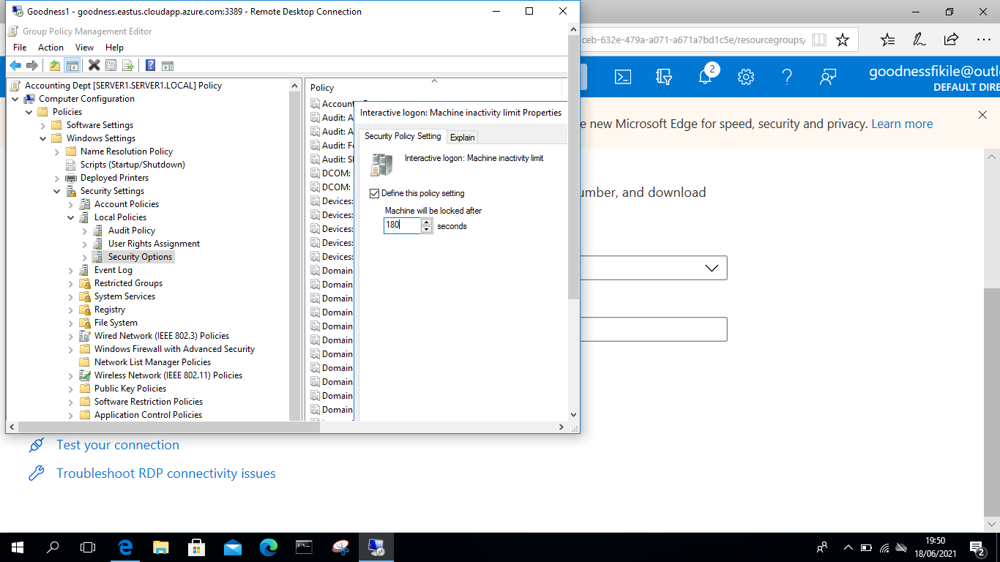 Goodness1 - goodness.eastus.cloudapp.azure.com:3389 - Remote Desktop Connection
Group Policy Management Editor
File Action View Help
Accounting Dept [SERVER1.SERVER1.LOCAL] Policy
Computer Configuration
Policies
Software Settings
Windows Settings
Name Resolution Policy
Scripts (Startup/Shutdown)
Deployed Printers
Security Settings
Account Policies
Local Policies
Audit Policy
User Rights Assignment
Security Options
Event Log
Restricted Groups
System Services
Registry
File System
Wired Network (IEEE 802.3) Policies
Windows Firewall with Advanced Security
Network List Manager Policies
Wireless Network (IEEE 802.11) Policies
Public Key Policies
Software Restriction Policies
Application Control Policies
Policy
Account
Audit: A
Audit: A
Audit: Fo
Audit: Sh
DCOM:
DCOM:
Devices:
Devices:
Devices:
Devices:
Devices:
Domain
Domain
Domain
Domain
Domain
Domain
Domain
Domain
Domain
Domain
Domain
Interactive logon: Machine inactivity limit Properties
Security Policy Setting Explain
Interactive logon: Machine inactivity limit
Define this policy setting
Machine will be locked after
180 seconds
ceb-632e-479a-a071-a671a7bd1c5e/resourcegroups/
2
goodnessfikile@outlo
DEFAULT DIRE
e new Microsoft Edge for speed, security and privacy. Learn more
umber, and download
Test your connection
Troubleshoot RDP connectivity issues
19:50
18/06/2021
2